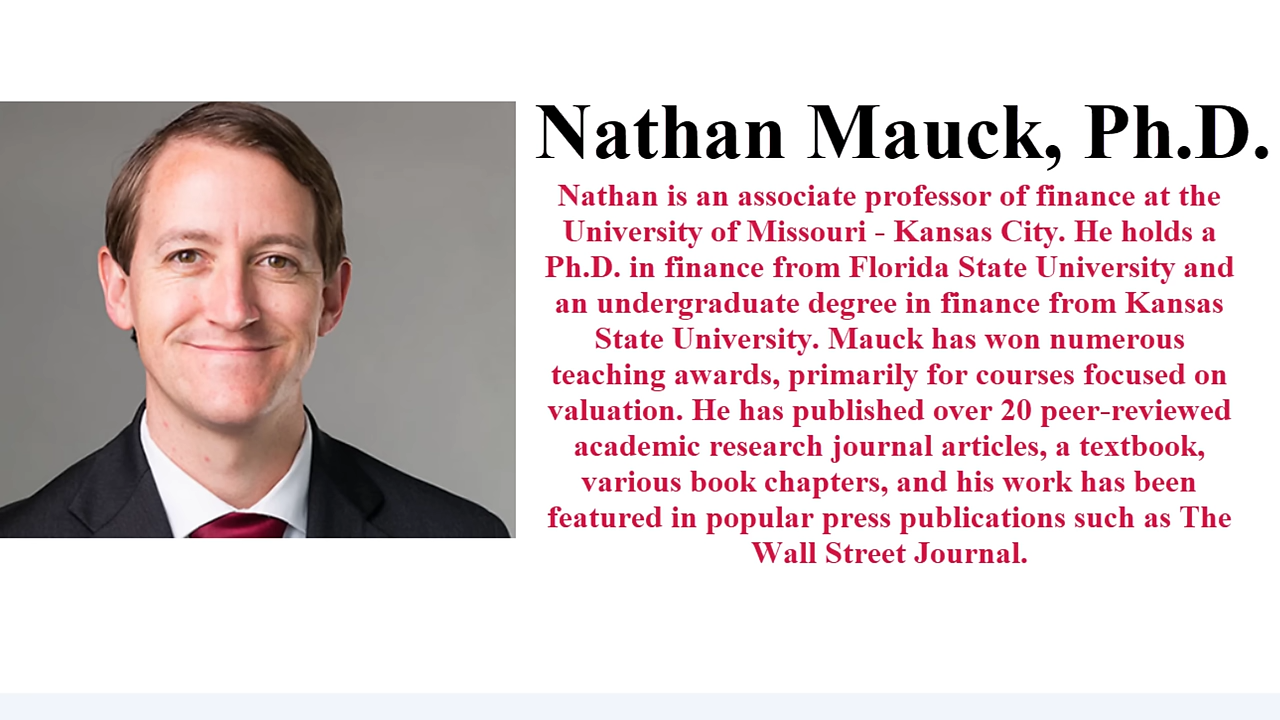 Nathan Mauck, Ph.D.
Nathan is an associate professor of finance at the
University of Missouri - Kansas City. He holds a
Ph.D. in finance from Florida State University and
an undergraduate degree in finance from Kansas
State University. Mauck has won numerous
teaching awards, primarily for courses focused on
valuation. He has published over 20 peer-reviewed
academic research journal articles, a textbook,
various book chapters, and his work has been
featured in popular press publications such as The
Wall Street Journal.